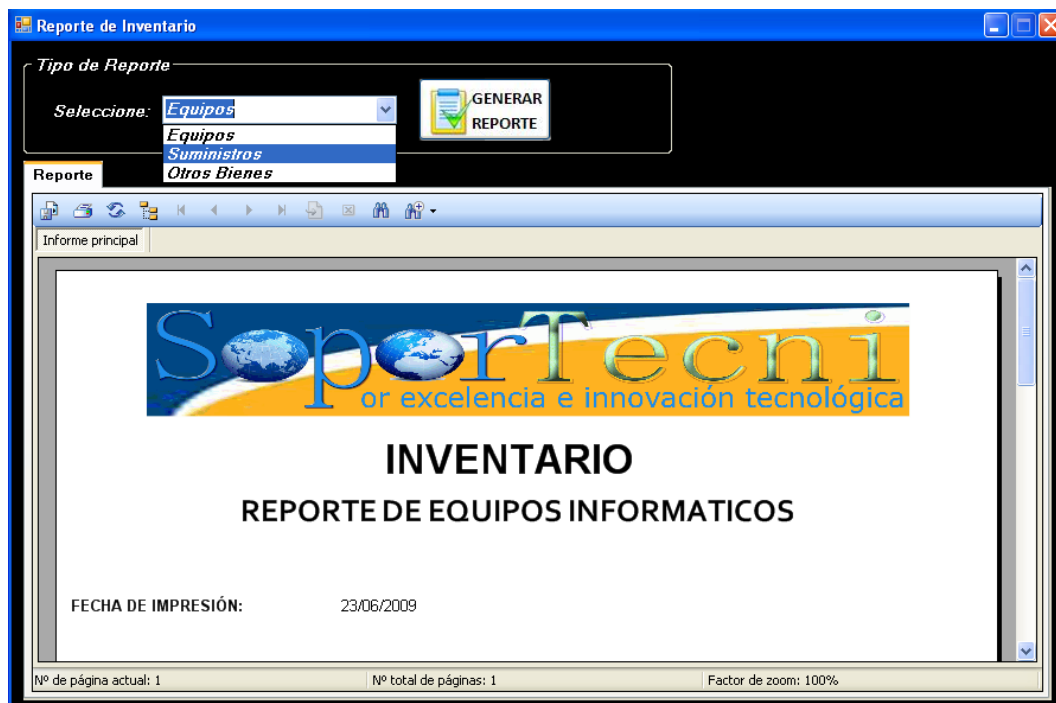 Reporte de Inventario
Tipo de Reporte
Seleccione: Equipos
GENERAR
REPORTE
Equipos
Suministros
Otros Bienes
Reporte
Informe principal
SoporTecni
or excelencia e innovación tecnológica
INVENTARIO
REPORTE DE EQUIPOS INFORMATICOS
FECHA DE IMPRESIÓN: 23/06/2009
Nº de página actual: 1 Nº total de páginas: 1 Factor de zoom: 100%